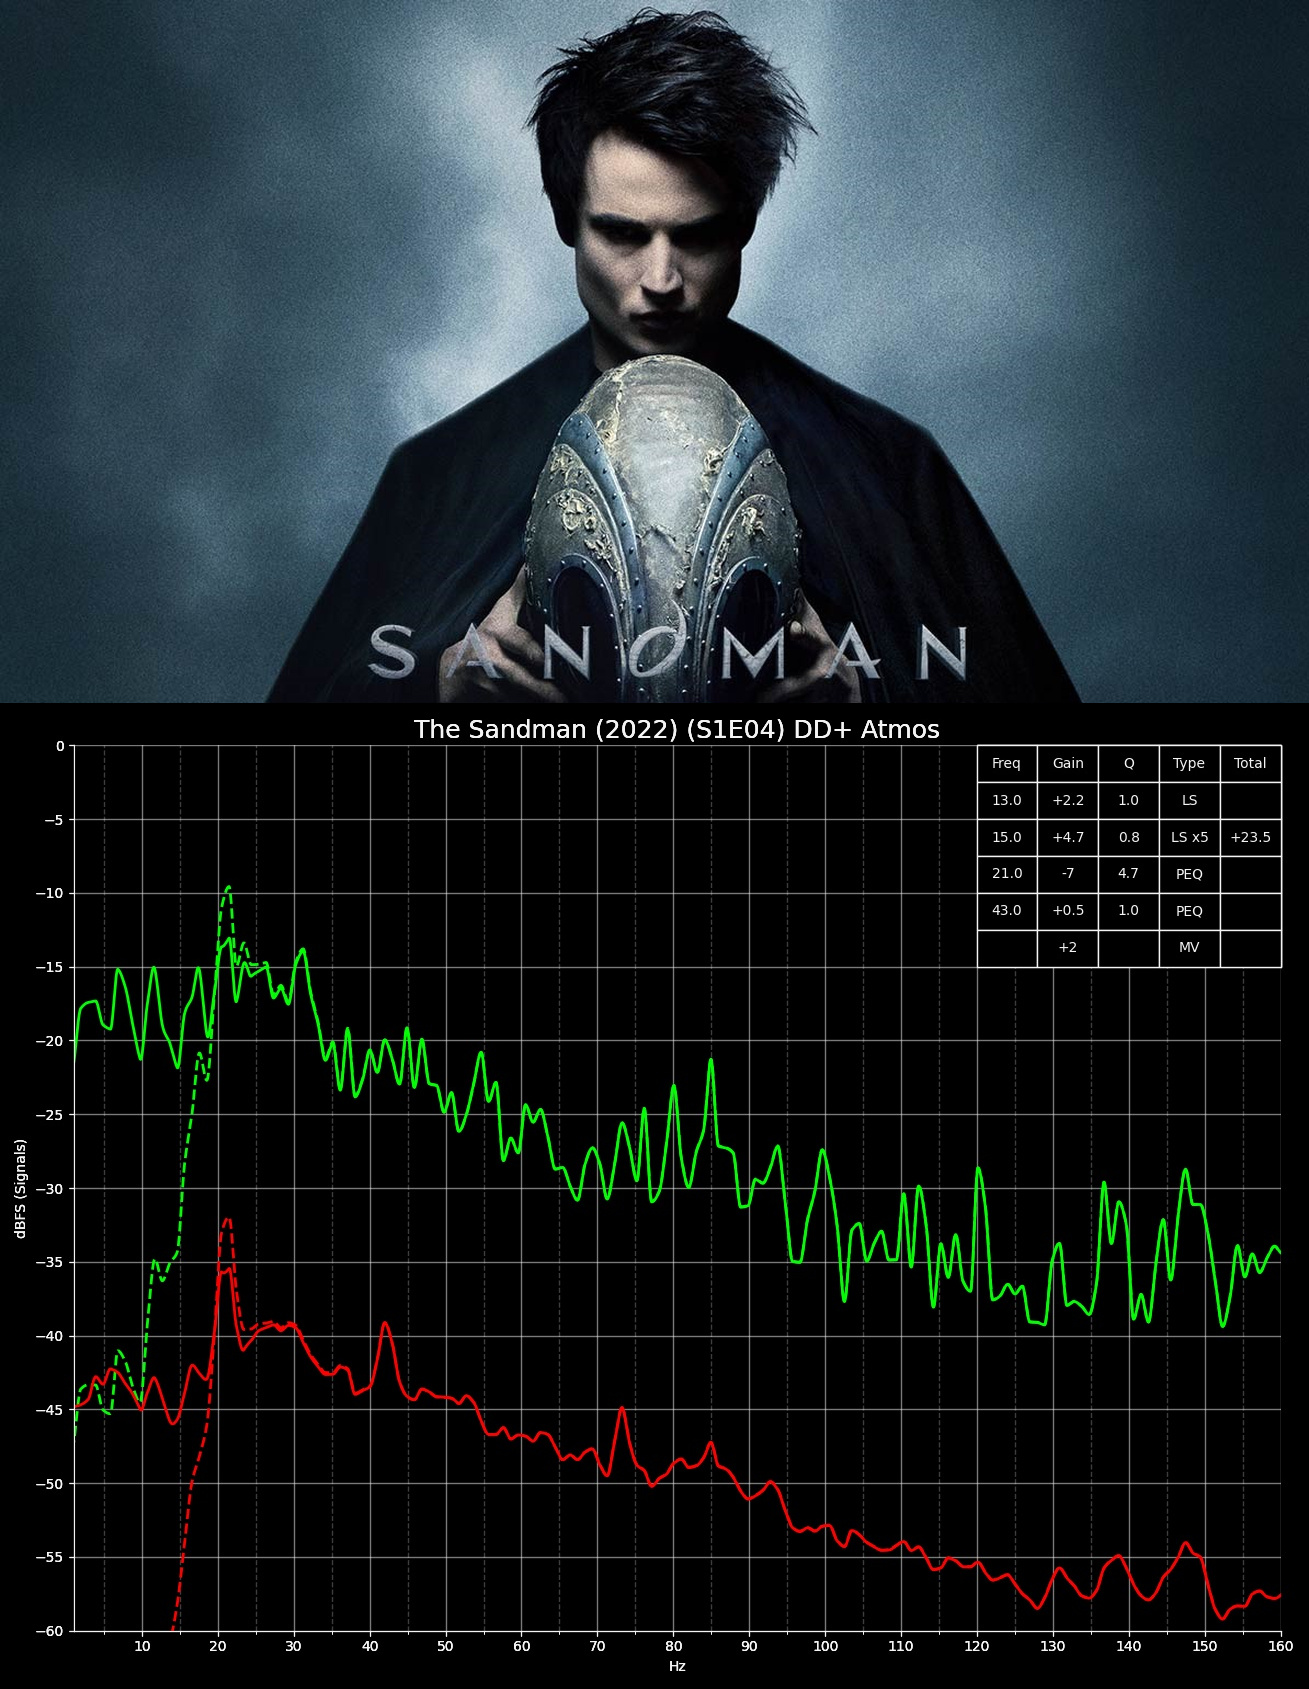 SANDMAN
The Sandman (2022) (S1E04) DD+ Atmos
Freq Gain Q Type Total
13.0 +2.2 1.0 LS
15.0 +4.7 0.8 LS x5 +23.5
21.0 -7 4.7 PEQ
43.0 +0.5 1.0 PEQ
+2 MV
0
−5
−10
−15
−20
−25
−30
−35
−40
−45
−50
−55
−60
dBFS (Signals)
10 20 30 40 50 60 70 80 90 100 110 120 130 140 150 160
Hz